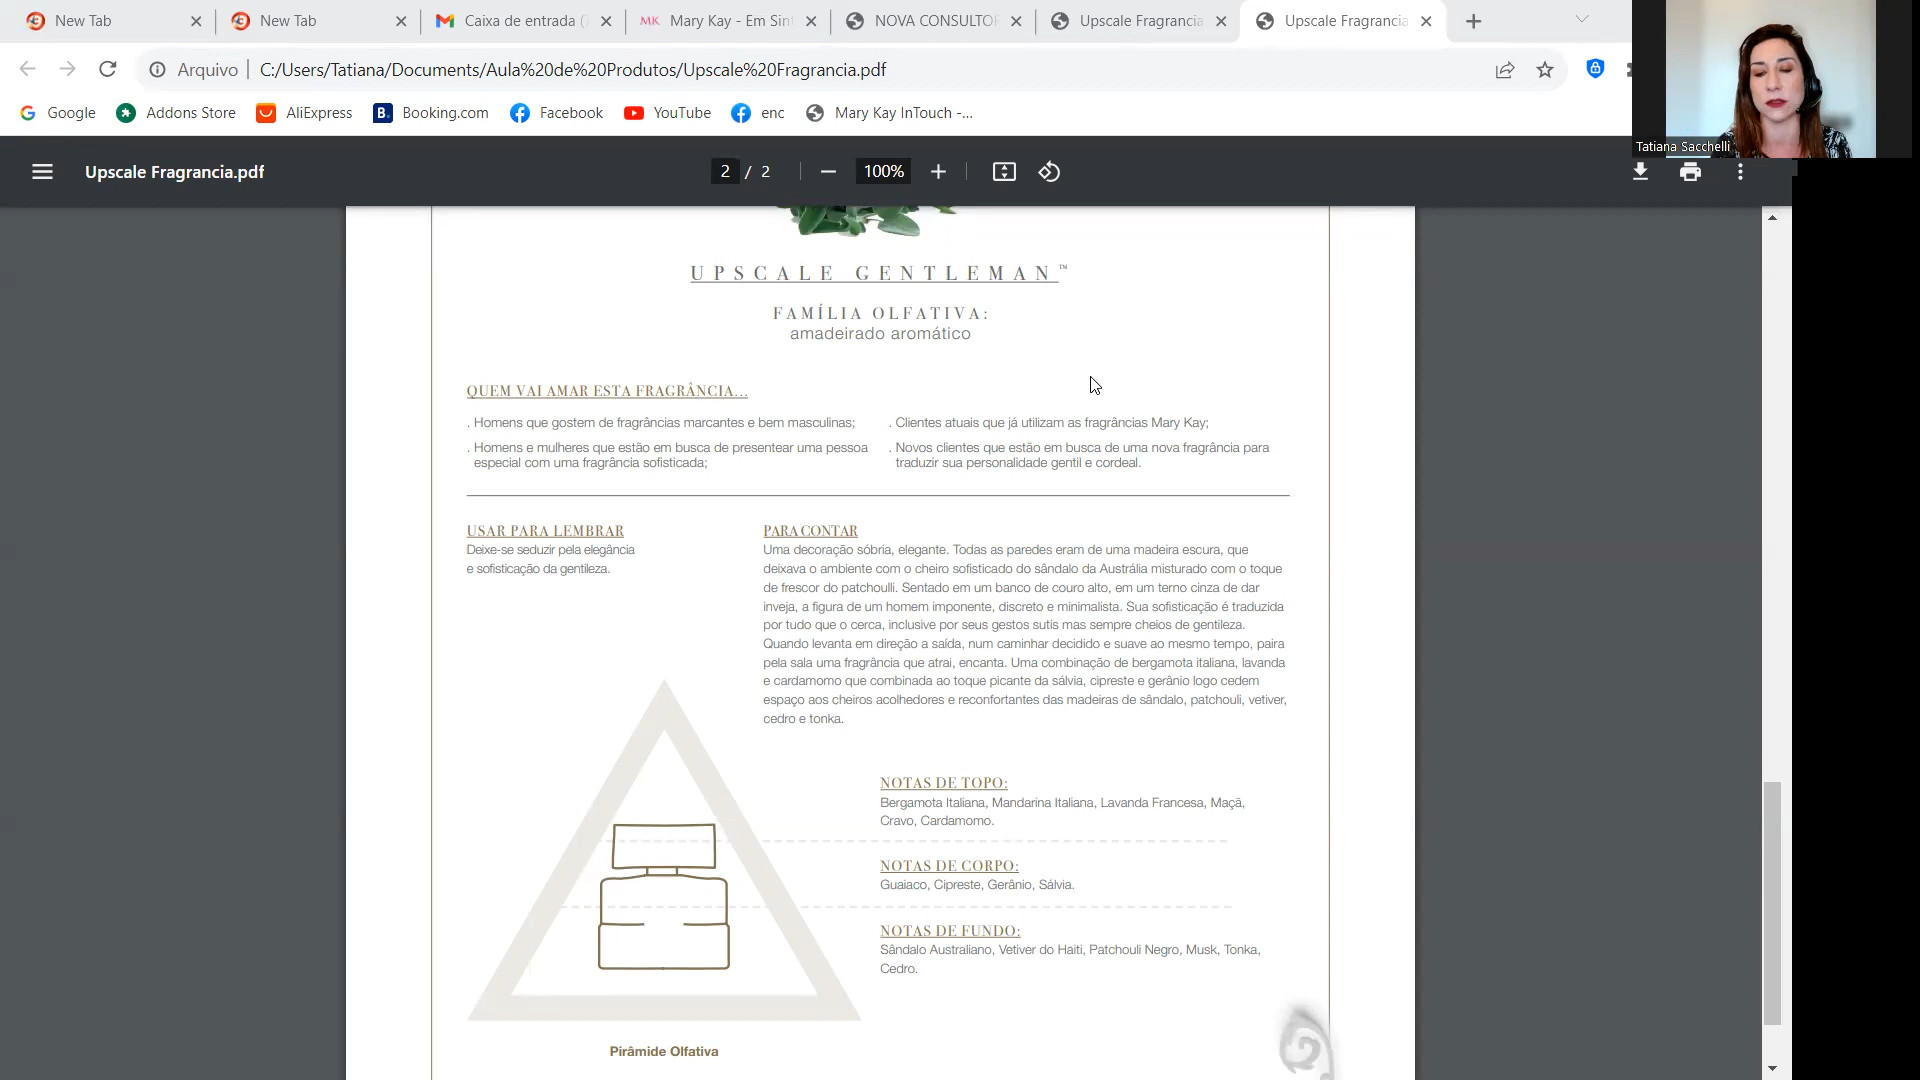 New Tab
New Tab
Caixa de entrada (
Mary Kay - Em Sin
NOVA CONSULTOR
Upscale Fragrancia
Upscale Fragrancia
Arquivo
C:/Users/Tatiana/Documents/Aula%20de%20Produtos/Upscale%20Fragrancia.pdf
Google
Addons Store
AliExpress
Booking.com
Facebook
YouTube
enc
Mary Kay InTouch -...
Tatiana Sacchelli
Upscale Fragrancia.pdf
2 / 2
100%
UPSCALE GENTLEMAN™
FAMÍLIA OLFATIVA:
amadeirado aromático
QUEM VAI AMAR ESTA FRAGRÂNCIA...
. Homens que gostem de fragrâncias marcantes e bem masculinas;
. Homens e mulheres que estão em busca de presentear uma pessoa
especial com uma fragrância sofisticada;
. Clientes atuais que já utilizam as fragrâncias Mary Kay;
. Novos clientes que estão em busca de uma nova fragrância para
traduzir sua personalidade gentil e cordeal.
USAR PARA LEMBRAR
Deixe-se seduzir pela elegância
e sofisticação da gentileza.
PARA CONTAR
Uma decoração sóbria, elegante. Todas as paredes eram de uma madeira escura, que
deixava o ambiente com o cheiro sofisticado do sândalo da Austrália misturado com o toque
de frescor do patchoulli. Sentado em um banco de couro alto, em um terno cinza de dar
inveja, a figura de um homem imponente, discreto e minimalista. Sua sofisticação é traduzida
por tudo que o cerca, inclusive por seus gestos sutis mas sempre cheios de gentileza.
Quando levanta em direção a saída, num caminhar decidido e suave ao mesmo tempo, paira
pela sala uma fragrância que atrai, encanta. Uma combinação de bergamota italiana, lavanda
e cardamomo que combinada ao toque picante da sálvia, cipreste e gerânio logo cedem
espaço aos cheiros acolhedores e reconfortantes das madeiras de sândalo, patchouli, vetiver,
cedro e tonka.
NOTAS DE TOPO:
Bergamota Italiana, Mandarina Italiana, Lavanda Francesa, Maçã,
Cravo, Cardamomo.
NOTAS DE CORPO:
Guaiaco, Cipreste, Gerânio, Sálvia.
NOTAS DE FUNDO:
Sândalo Australiano, Vetiver do Haiti, Patchouli Negro, Musk, Tonka,
Cedro.
Pirâmide Olfativa